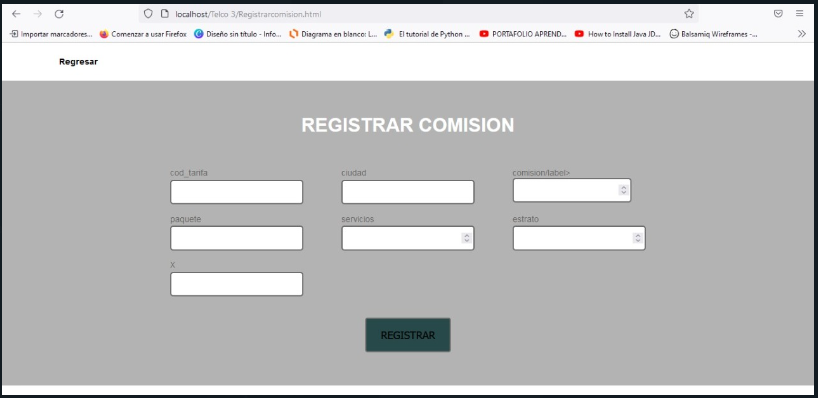 localhost/Telco 3/Registrarcomision.html
Importar marcadores... Comenzar a usar Firefox Diseño sin título - Info... Diagrama en blanco: L... El tutorial de Python ... PORTAFOLIO APREND... How to Install Java JD... Balsamiq Wireframes -...
Regresar
REGISTRAR COMISION
cod_tarifa ciudad comision/label>
paquete servicios estrato
X
REGISTRAR